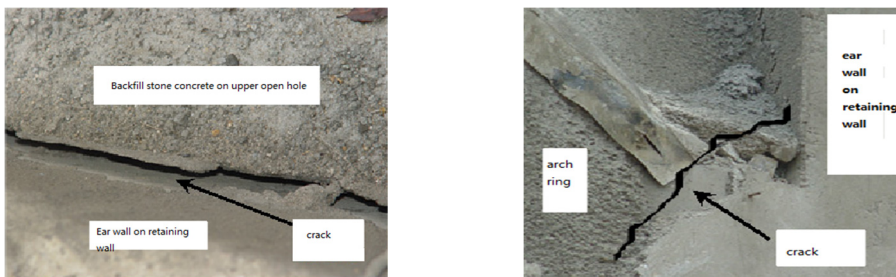 Backfill stone concrete on upper open hole
Ear wall on retaining
wall
crack
arch
ring
ear
wall
on
retaining
wall
crack